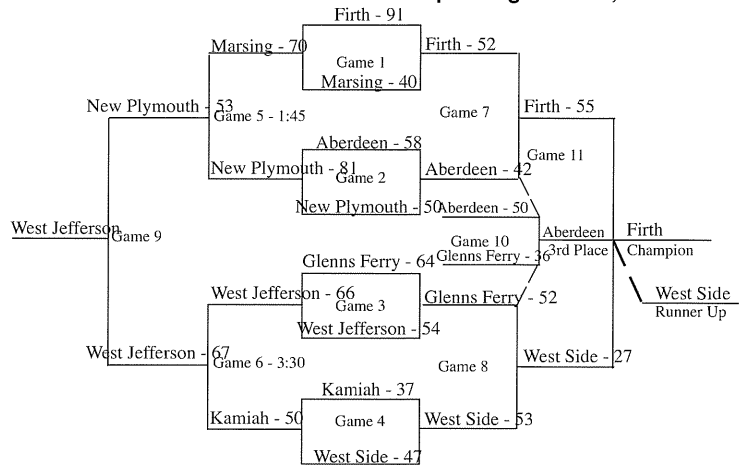 Firth - 91
Marsing - 70
Game 1
Firth - 52
Marsing - 40
New Plymouth - 53
Game 5 - 1:45
Game 7
Firth - 55
Aberdeen - 58
Game 11
New Plymouth - 81
Game 2
Aberdeen - 42
New Plymouth - 50
Aberdeen - 50
West Jefferson
Game 9
Game 10
Aberdeen
3rd Place
Firth
Champion
Glenns Ferry - 36
Glenns Ferry - 64
West Jefferson - 66
Game 3
Glenns Ferry - 52
West Side
Runner Up
West Jefferson - 54
West Jefferson - 67
Game 6 - 3:30
Game 8
West Side - 27
Kamiah - 37
Kamiah - 50
Game 4
West Side - 53
West Side - 47